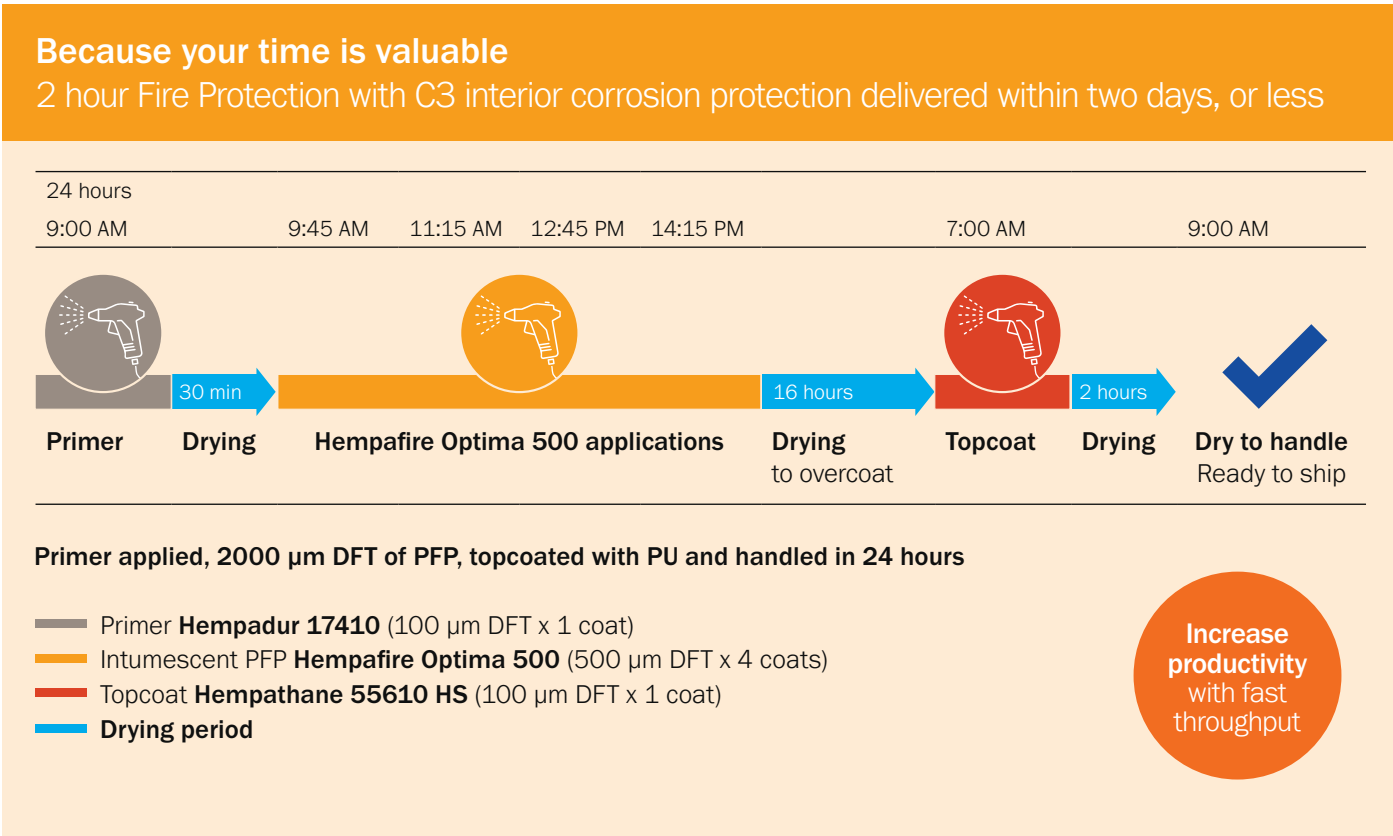 Because your time is valuable
2 hour Fire Protection with C3 interior corrosion protection delivered within two days, or less
24 hours
9:00 AM 9:45 AM 11:15 AM 12:45 PM 14:15 PM 7:00 AM 9:00 AM
30 min 16 hours 2 hours
Primer Drying Hempafire Optima 500 applications Drying Topcoat Drying Dry to handle
to overcoat Ready to ship
Primer applied, 2000 µm DFT of PFP, topcoated with PU and handled in 24 hours
Primer Hempadur 17410 (100 µm DFT x 1 coat)
Intumescent PFP Hempafire Optima 500 (500 µm DFT x 4 coats)
Topcoat Hempathane 55610 HS (100 µm DFT x 1 coat)
Drying period
Increase
productivity
with fast
throughput